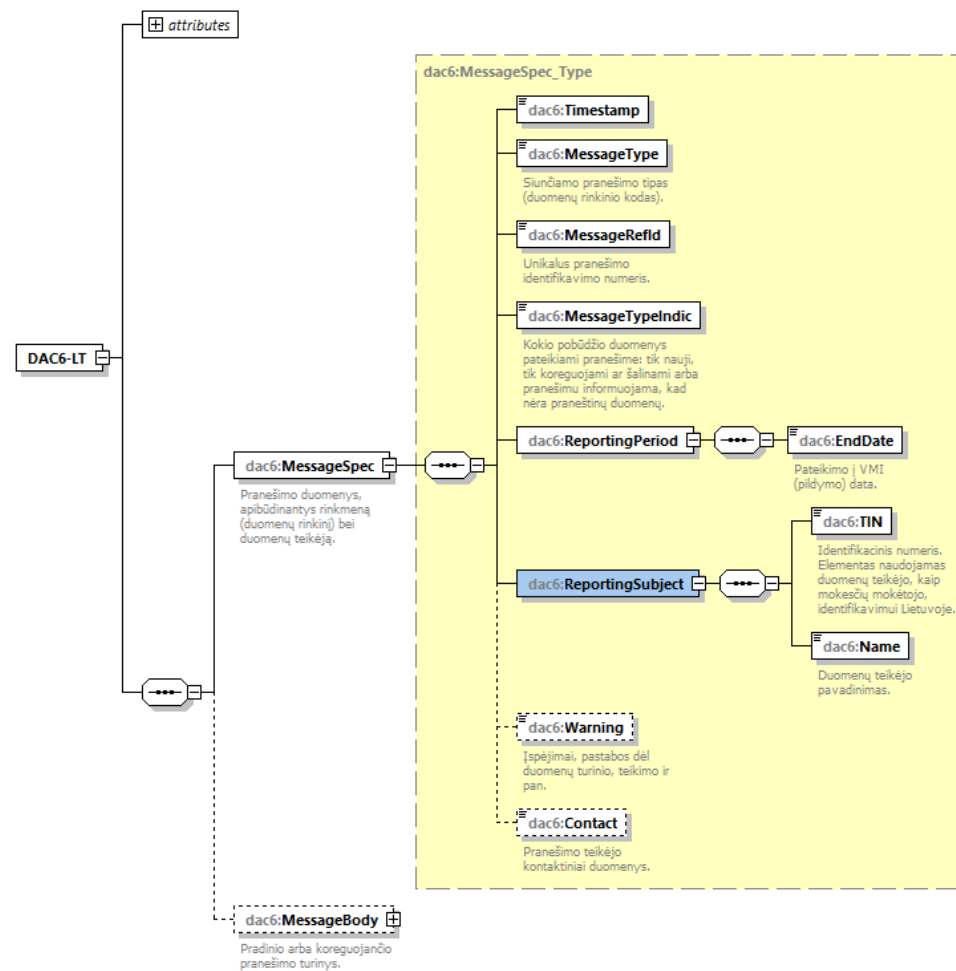 attributes
dac6:MessageSpec_Type
dac6:Timestamp
dac6:MessageType
Siunčiamo pranešimo tipas
(duomenų rinkinio kodas).
dac6:MessageRefId
Unikalus pranešimo
identifikavimo numeris.
dac6:MessageTypeIndic
Kokio pobūdžio duomenys
pateikiami pranešime: tik nauji,
tik koreguojami ar šalinami arba
pranešimu informuojama, kad
nėra praneštinų duomenų.
DAC6-LT
dac6:ReportingPeriod
dac6:EndDate
Pateikimo į VMI
(pildymo) data.
dac6:MessageSpec
Pranešimo duomenys,
apibūdinantys rinkmeną
(duomenų rinkinį) bei
duomenų teikėją.
dac6:TIN
Identifikacinis numeris.
Elementas naudojamas
duomenų teikėjo, kaip
mokesčių mokėtojo,
identifikavimui Lietuvoje.
dac6:ReportingSubject
dac6:Name
Duomenų teikėjo
pavadinimas.
dac6:Warning
Įspėjimai, pastabos dėl
duomenų turinio, teikimo ir
pan.
dac6:Contact
Pranešimo teikėjo
kontaktiniai duomenys.
dac6:MessageBody
Pradinio arba koreguojančio
pranešimo turinys.